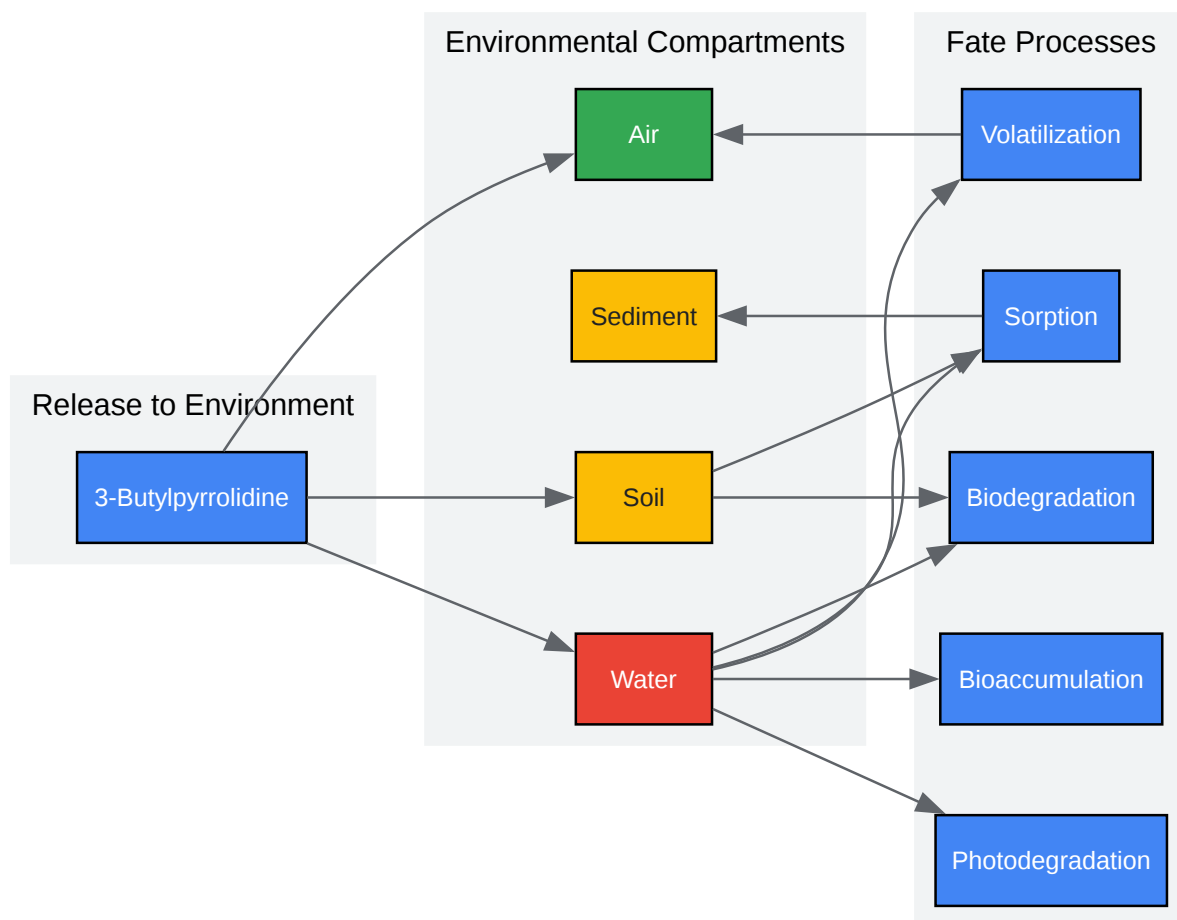 Environmental Compartments
Fate Processes
Air
Volatilization
Sediment
Sorption
Release to Environment
3-Butylpyrrolidine
Soil
Biodegradation
Water
Bioaccumulation
Photodegradation